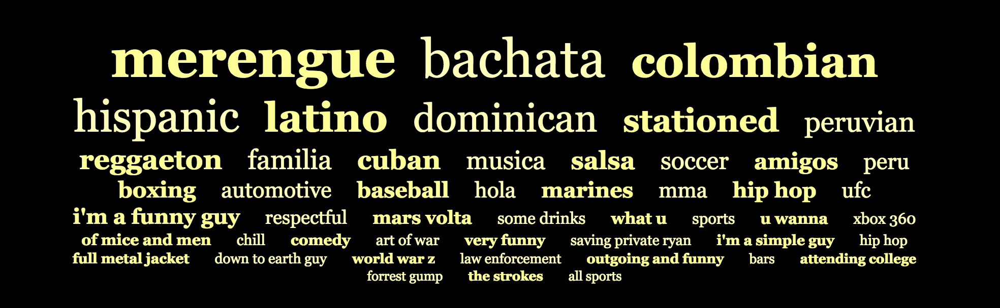 merengue bachata colombian
hispanic latino dominican stationed peruvian
reggaeton familia cuban musica salsa soccer amigos peru
boxing automotive baseball hola marines mma hip hop ufc
i'm a funny guy respectful mars volta some drinks what u sports u wanna xbox 360
of mice and men chill comedy art of war very funny saving private ryan i'm a simple guy hip hop
full metal jacket down to earth guy world war z law enforcement outgoing and funny bars attending college
forrest gump the strokes all sports